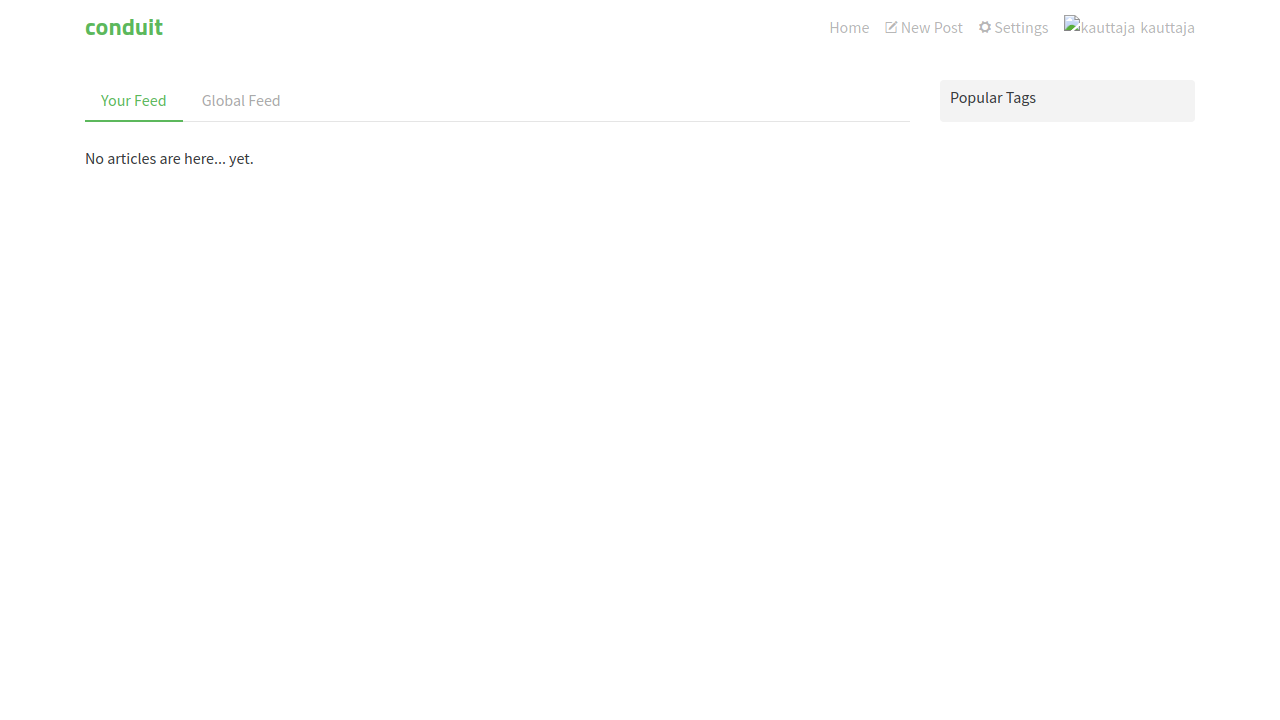 conduit
Home New Post Settings kauttaja kauttaja
Your Feed Global Feed
Popular Tags
No articles are here... yet.